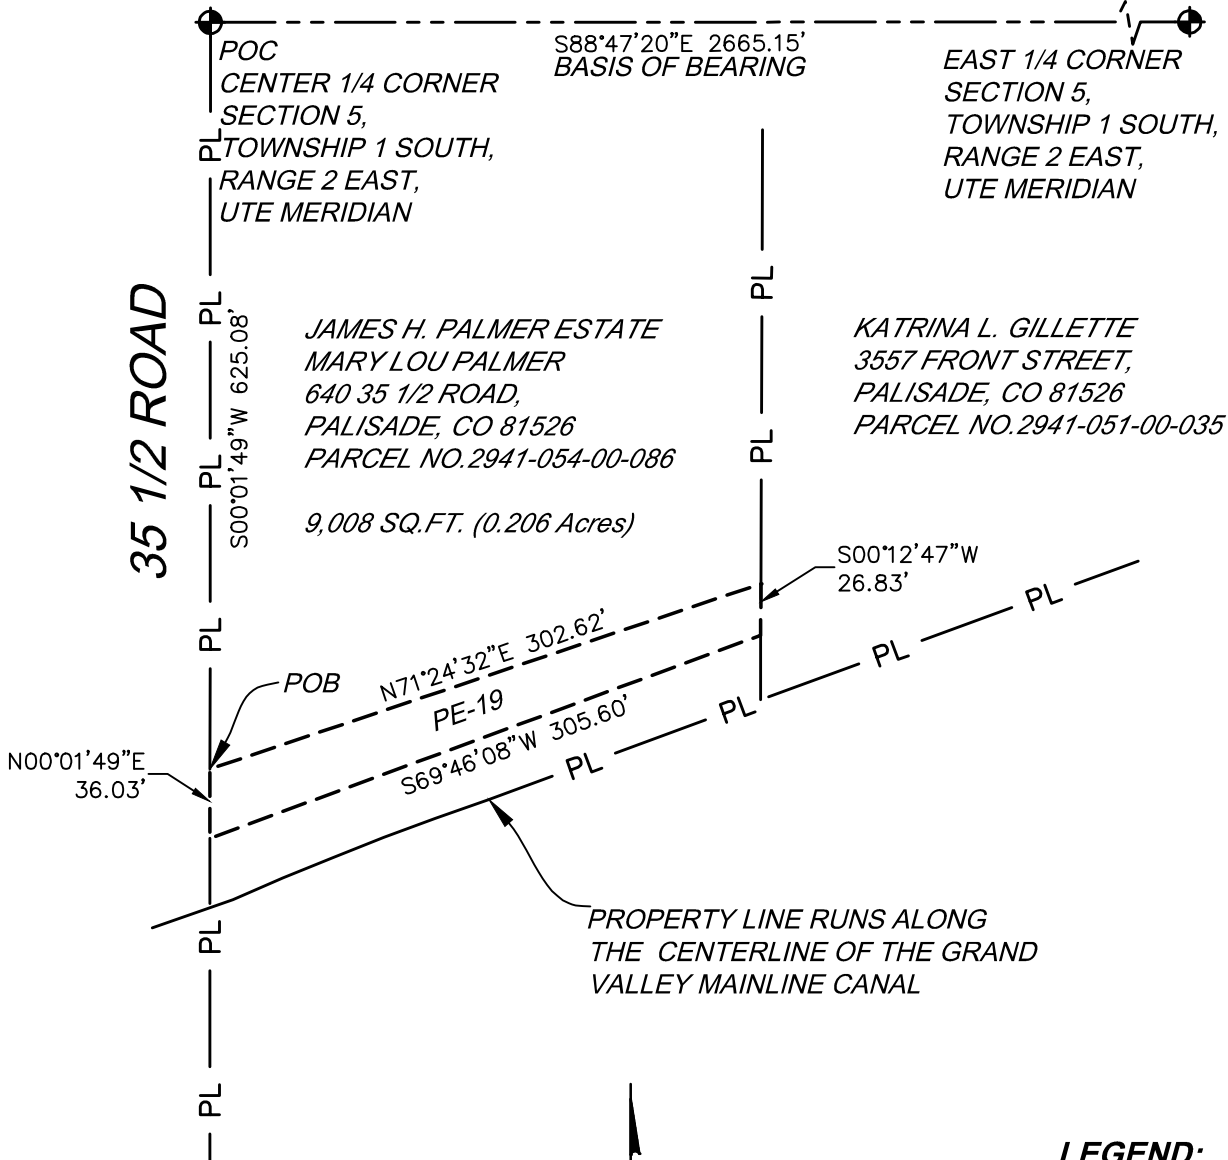 S88°47'20"E 2665.15'
BASIS OF BEARING
POC
CENTER 1/4 CORNER
SECTION 5,
TOWNSHIP 1 SOUTH,
RANGE 2 EAST,
UTE MERIDIAN
EAST 1/4 CORNER
SECTION 5,
TOWNSHIP 1 SOUTH,
RANGE 2 EAST,
UTE MERIDIAN
PL
PL
PL
PL
PL
PL
35 1/2 ROAD
S00°01'49"W 625.08'
JAMES H. PALMER ESTATE
MARY LOU PALMER
640 35 1/2 ROAD,
PALISADE, CO 81526
PARCEL NO.2941-054-00-086
9,008 SQ.FT. (0.206 Acres)
PL
PL
KATRINA L. GILLETTE
3557 FRONT STREET,
PALISADE, CO 81526
PARCEL NO.2941-051-00-035
S00°12'47"W
26.83'
N71°24'32"E 302.62'
POB
PE-19
S69°46'08"W 305.60'
N00°01'49"E
36.03'
PL
PL
PL
PL
PROPERTY LINE RUNS ALONG
THE CENTERLINE OF THE GRAND
VALLEY MAINLINE CANAL
LEGEND: